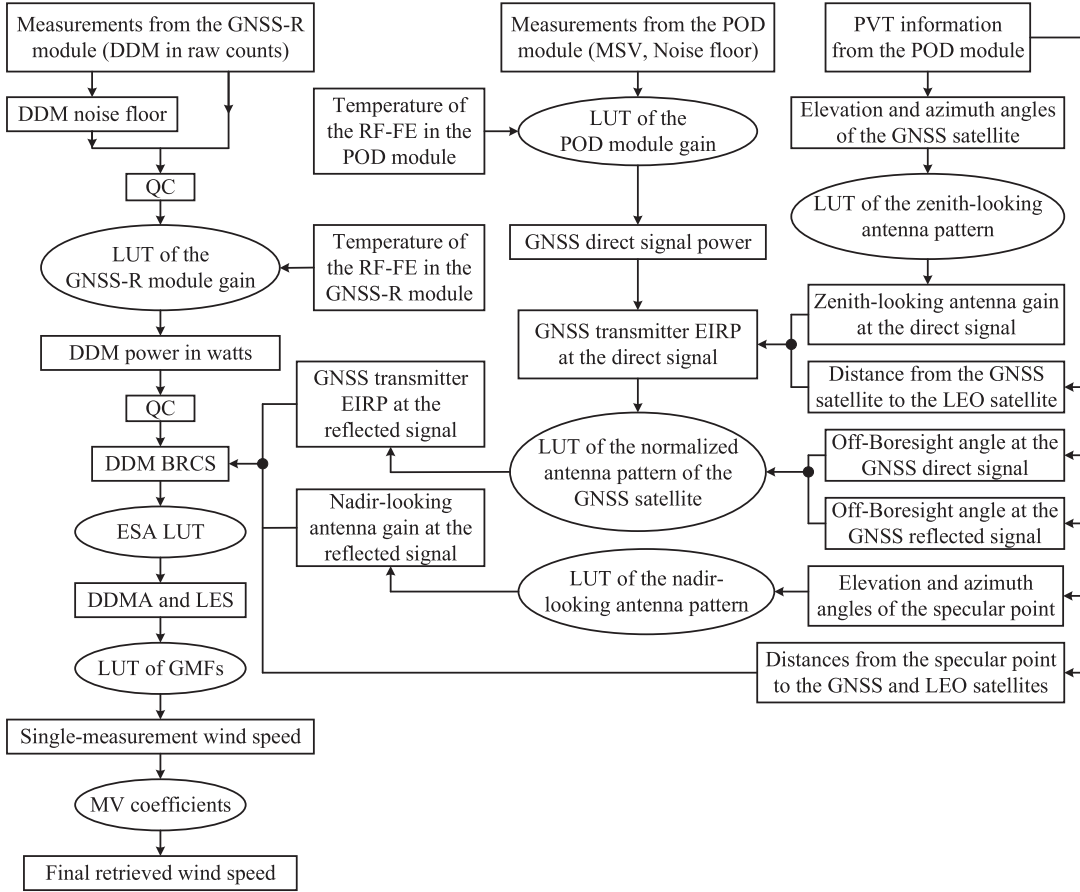 Measurements from the GNSS-R
module (DDM in raw counts)
DDM noise floor
QC
LUT of the
GNSS-R module gain
Temperature of
the RF-FE in the
GNSS-R module
DDM power in watts
QC
DDM BRCS
ESA LUT
DDMA and LES
LUT of GMFs
Single-measurement wind speed
MV coefficients
Final retrieved wind speed
Measurements from the POD
module (MSV, Noise floor)
Temperature of
the RF-FE in the
POD module
LUT of the
POD module gain
GNSS direct signal power
GNSS transmitter EIRP
at the direct signal
GNSS transmitter
EIRP at the
reflected signal
LUT of the normalized
antenna pattern of the
GNSS satellite
Nadir-looking
antenna gain at the
reflected signal
LUT of the nadir-
looking antenna pattern
PVT information
from the POD module
Elevation and azimuth angles
of the GNSS satellite
LUT of the zenith-looking
antenna pattern
Zenith-looking antenna gain
at the direct signal
Distance from the GNSS
satellite to the LEO satellite
Off-Boresight angle at the
GNSS direct signal
Off-Boresight angle at the
GNSS reflected signal
Elevation and azimuth
angles of the specular point
Distances from the specular point
to the GNSS and LEO satellites